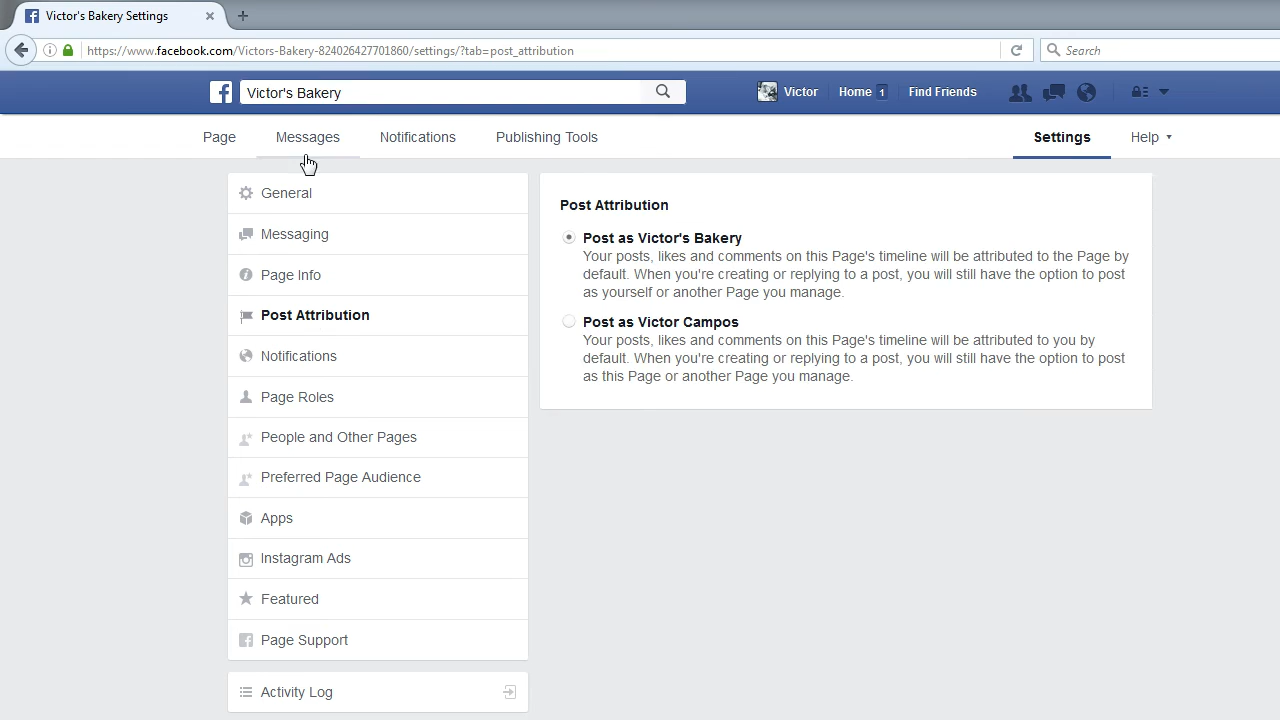 Victor's Bakery Settings
https://www.facebook.com/Victors-Bakery-824026427701860/settings/?tab=post_attribution
Search
Victor's Bakery
Victor
Home 1
Find Friends
Page
Messages
Notifications
Publishing Tools
Settings
Help
General
Messaging
Page Info
Post Attribution
Notifications
Page Roles
People and Other Pages
Preferred Page Audience
Apps
Instagram Ads
Featured
Page Support
Activity Log
Post Attribution
Post as Victor's Bakery
Your posts, likes and comments on this Page's timeline will be attributed to the Page by
default. When you're creating or replying to a post, you will still have the option to post
as yourself or another Page you manage.
Post as Victor Campos
Your posts, likes and comments on this Page's timeline will be attributed to you by
default. When you're creating or replying to a post, you will still have the option to post
as this Page or another Page you manage.